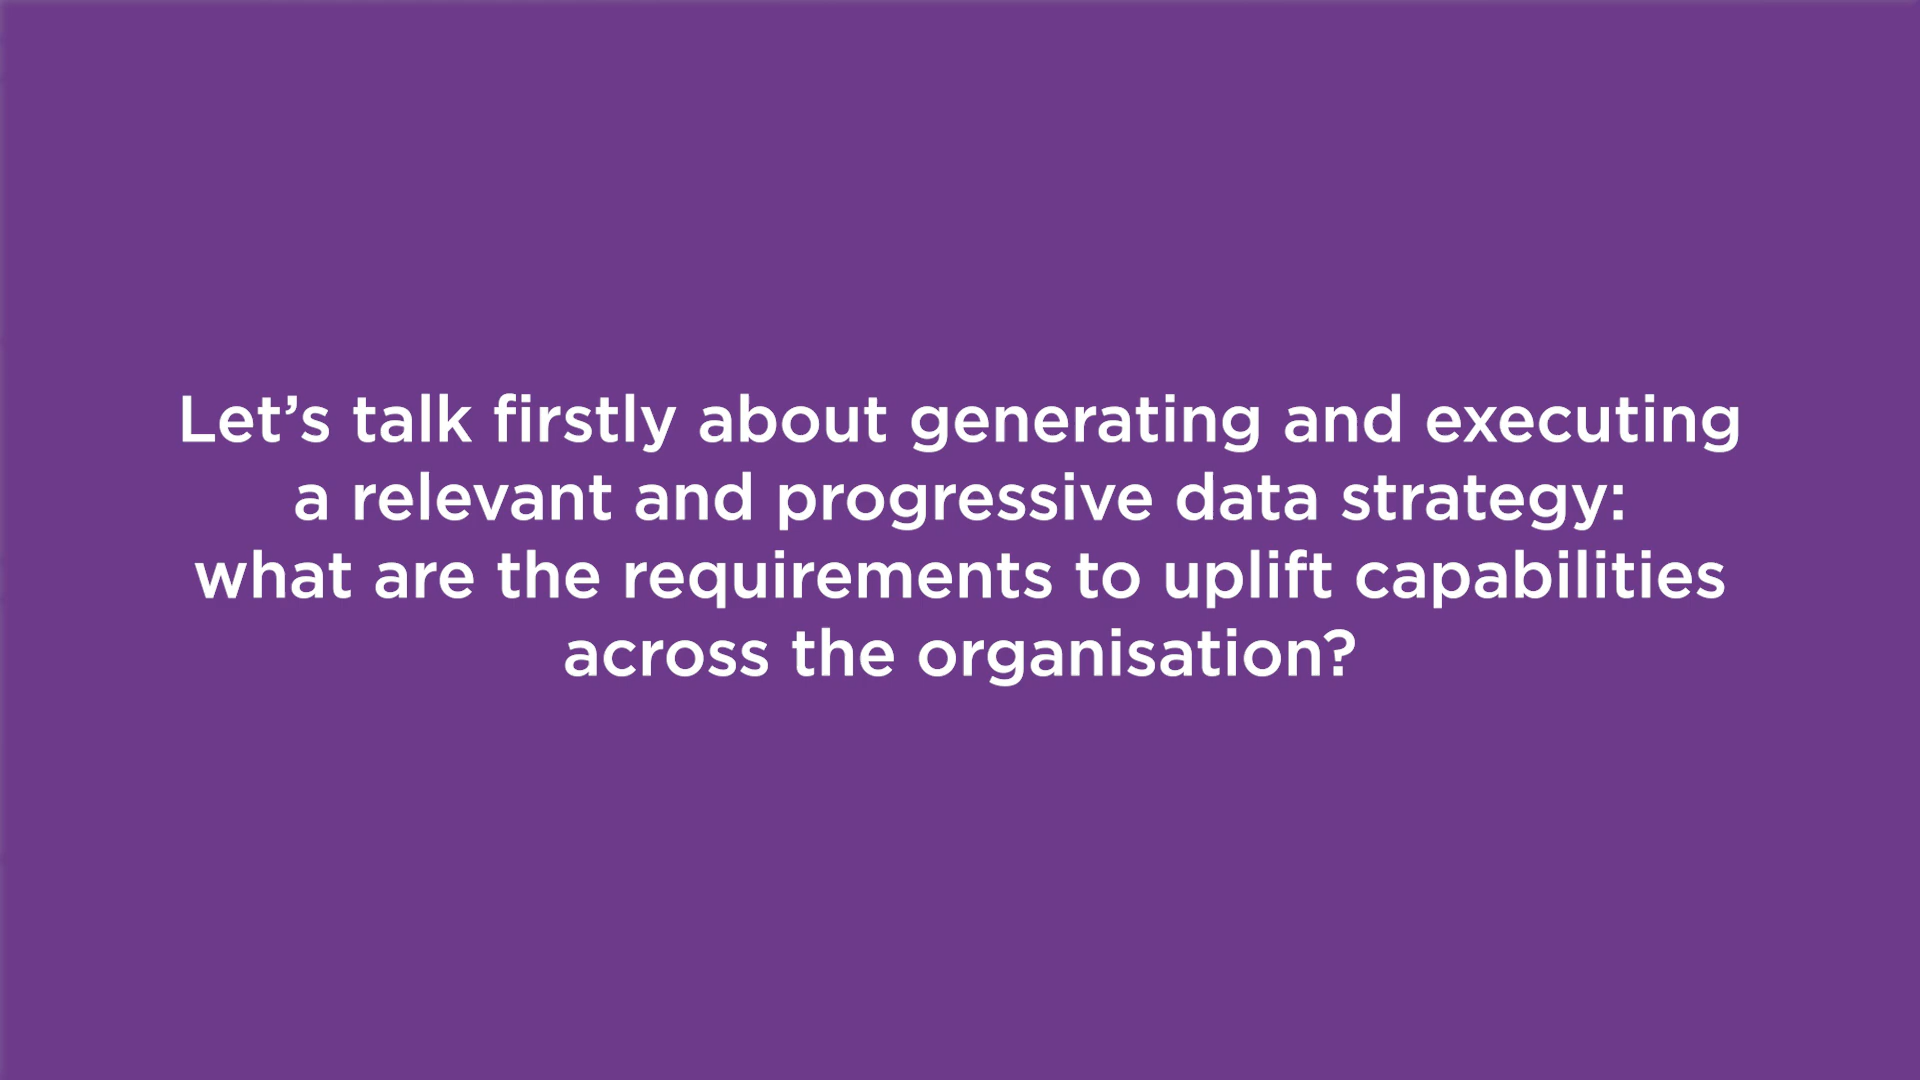 Let’s talk firstly about generating and executing
a relevant and progressive data strategy:
what are the requirements to uplift capabilities
across the organisation?